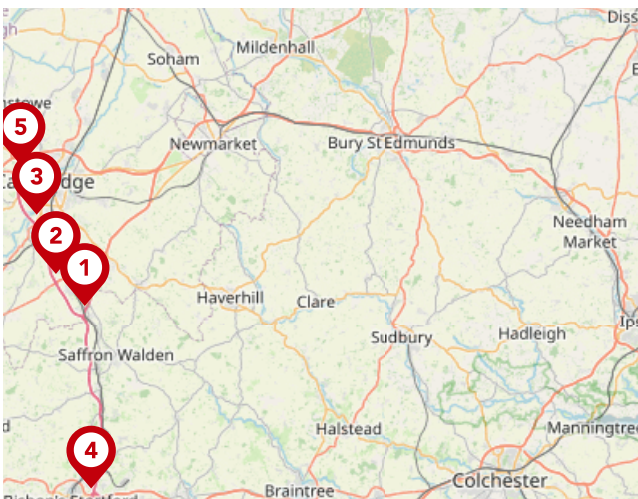 Diss
Mildenhall
Soham
Newmarket
Bury St Edmunds
5
3
2
1
Needham
Market
Haverhill
Clare
Sudbury
Hadleigh
Saffron Walden
Halstead
4
Colchester
Braintree